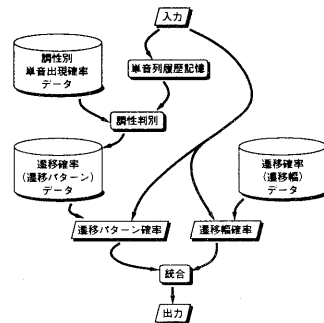 入力
調性別
単音出現確率
データ
単音列履歴記憶
調性判別
遷移確率
(遷移パターン)
データ
遷移確率
(遷移幅)
データ
遷移パターン確率
遷移幅確率
統合
出力